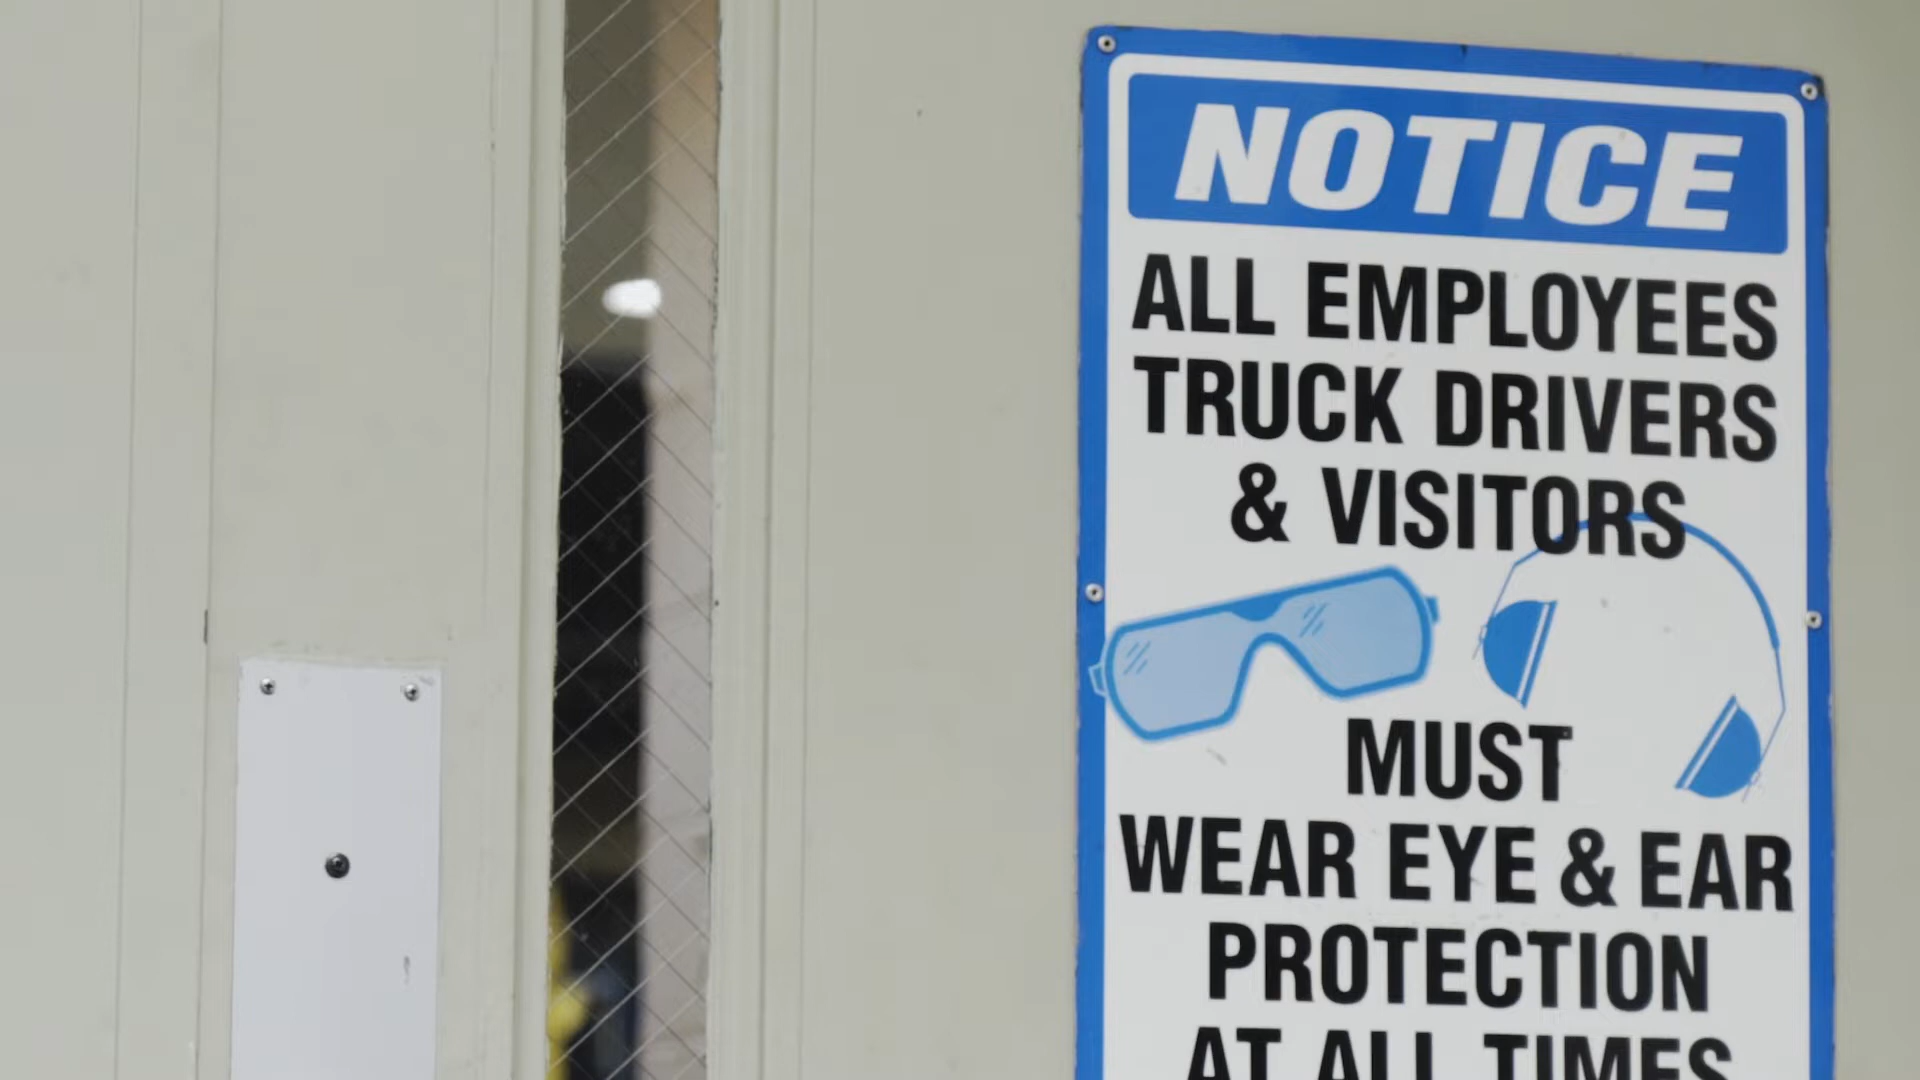 NOTICE
ALL EMPLOYEES
TRUCK DRIVERS
& VISITORS
MUST
WEAR EYE & EAR
PROTECTION
AT ALL TIMES